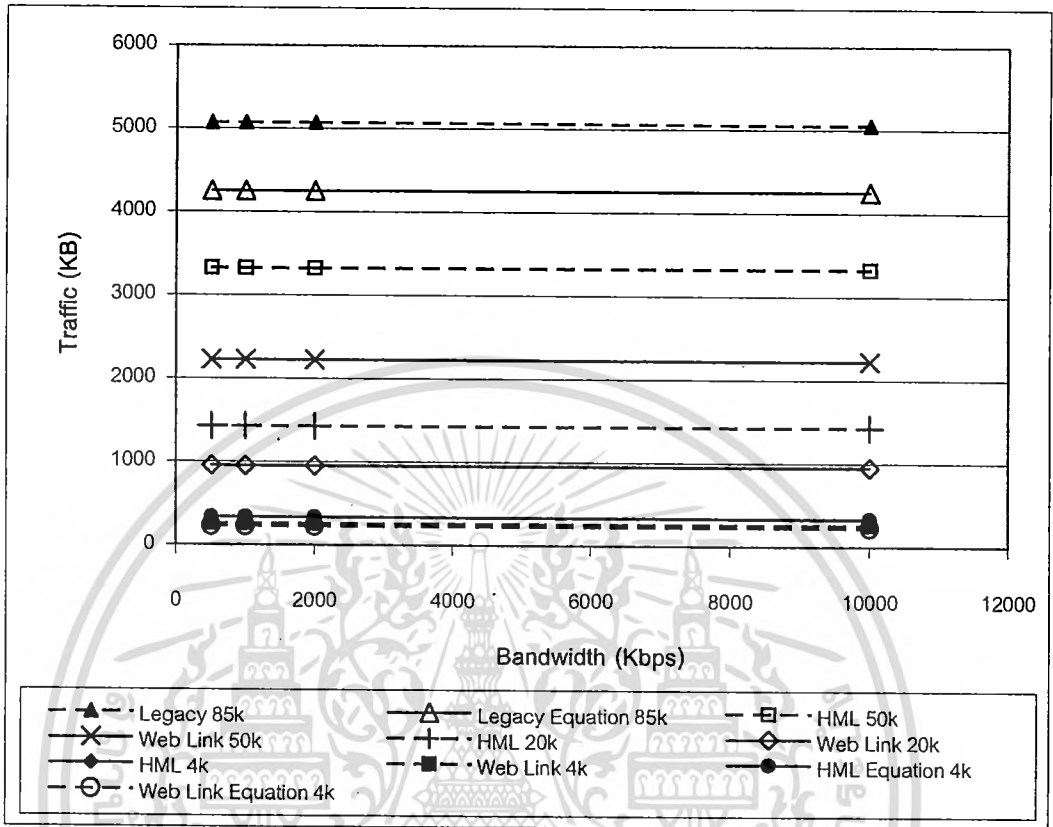 6000
5000
4000
3000
2000
1000
0
Traffic (KB)
0 2000 4000 6000 8000 10000 12000
Bandwidth (Kbps)
Legacy 85k Legacy Equation 85k HML 50k
Web Link 50k HML 20k Web Link 20k
HML 4k Web Link 4k HML Equation 4k
Web Link Equation 4k